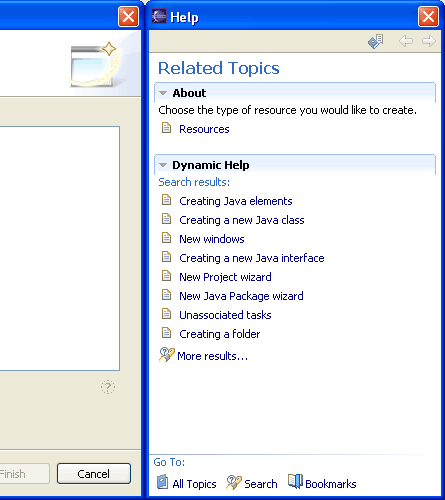 Help
Related Topics
About
Choose the type of resource you would like to create.
Resources
Dynamic Help
Search results:
Creating Java elements
Creating a new Java class
New windows
Creating a new Java interface
New Project wizard
New Java Package wizard
Unassociated tasks
Creating a folder
More results...
Finish
Cancel
Go To:
All Topics Search Bookmarks